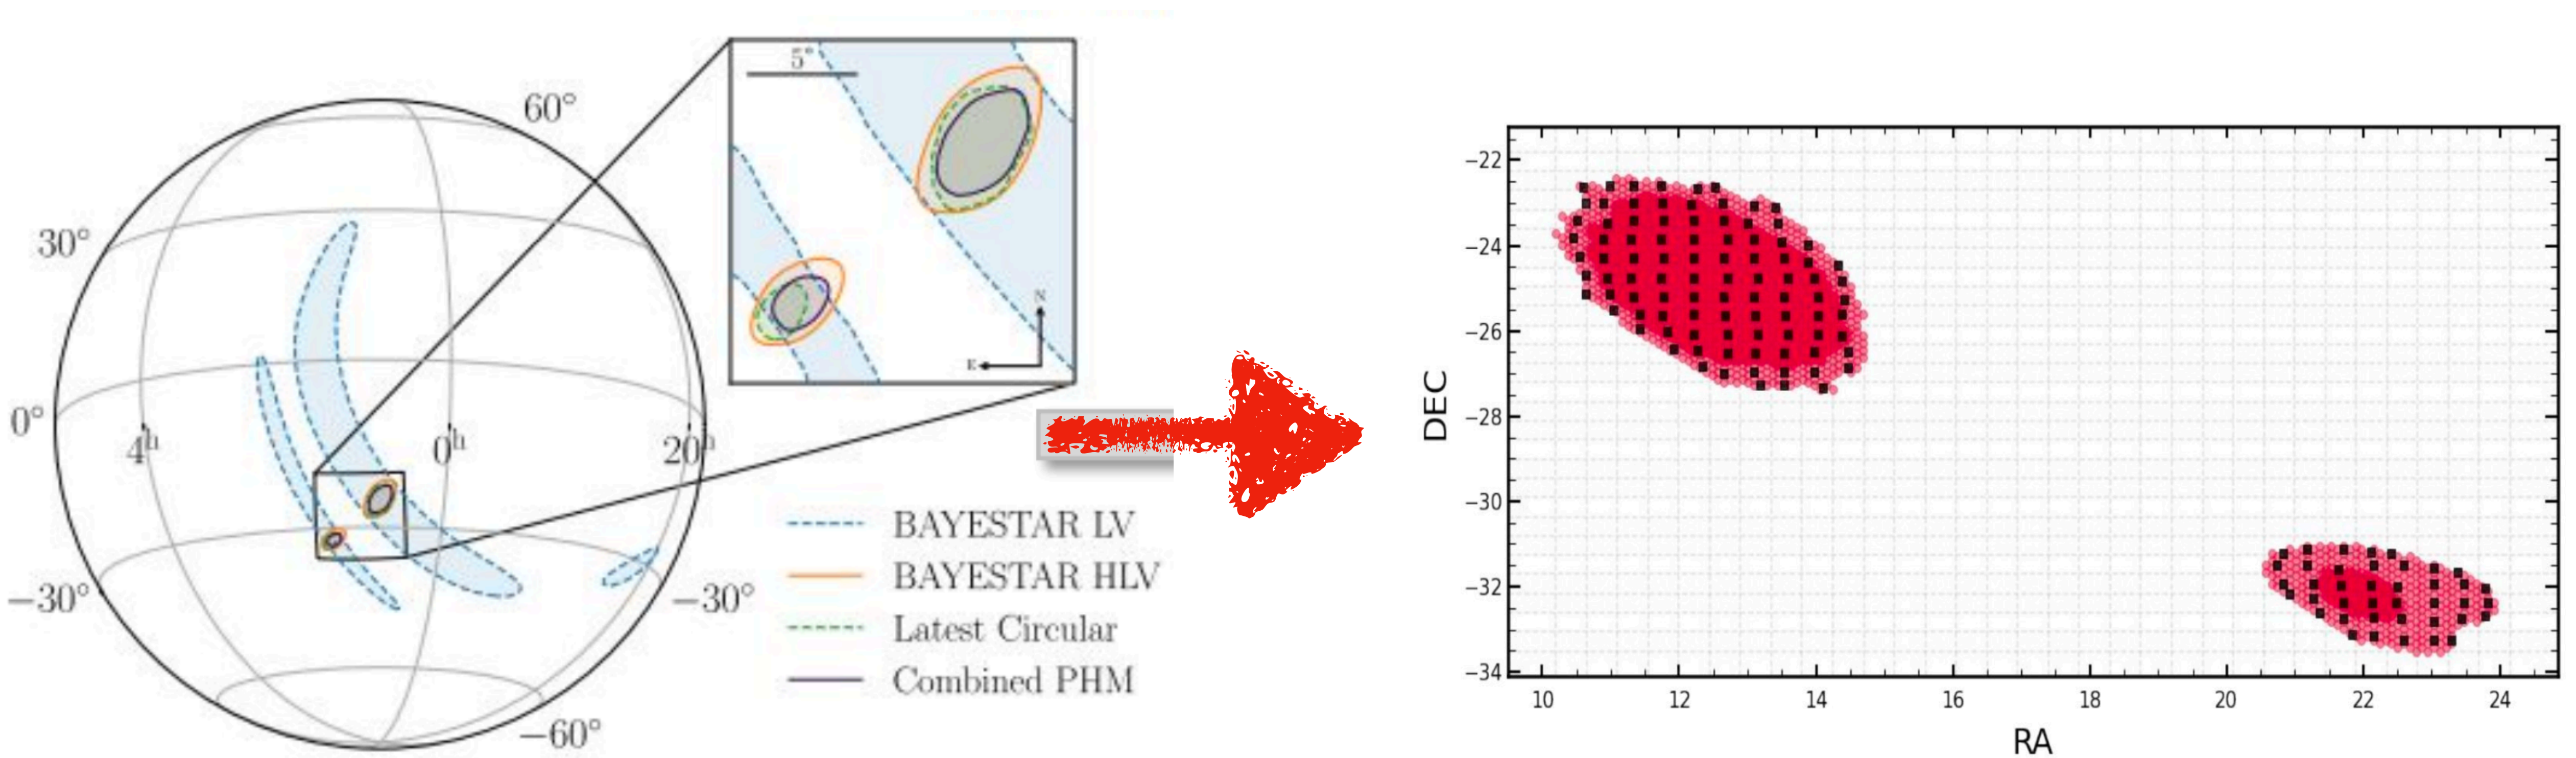 60°
30°
0°
4h
0h
20h
−30°
−30°
−60°
5°
N
E
BAYESTAR LV
BAYESTAR HLV
Latest Circular
Combined PHM
−22
−24
−26
−28
−30
−32
−34
DEC
10 12 14 16 18 20 22 24
RA